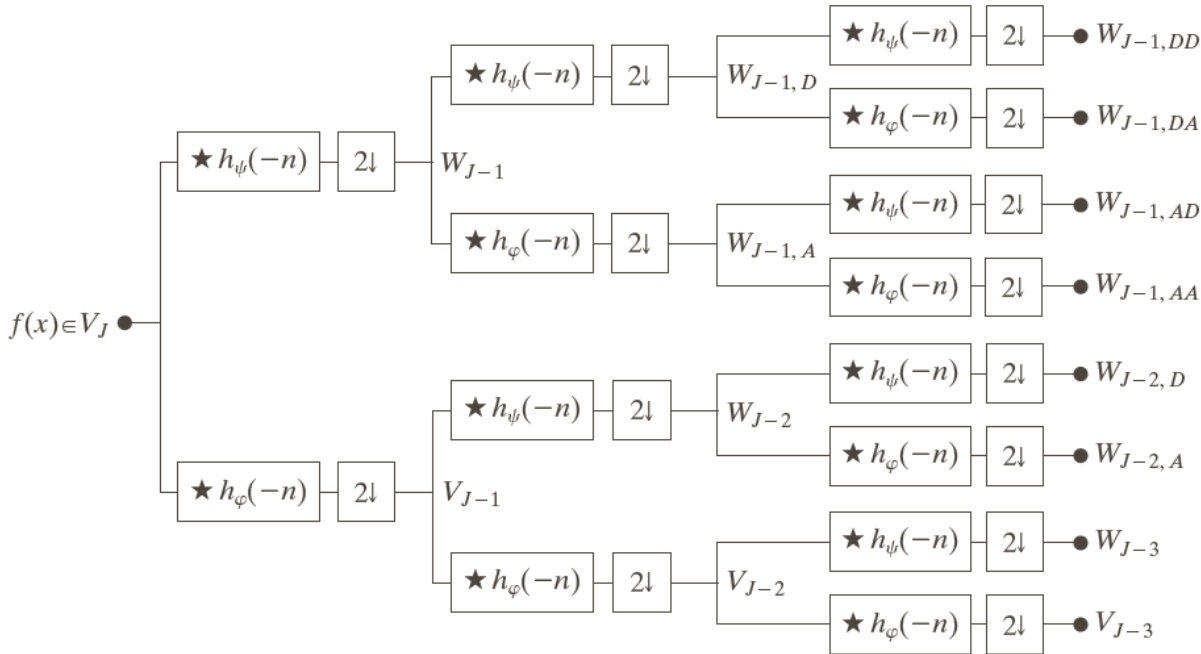 ★ h_ψ(−n) 2↓ W_{J−1, DD}
★ h_ψ(−n) 2↓ W_{J−1, D}
★ h_φ(−n) 2↓ W_{J−1, DA}
★ h_ψ(−n) 2↓ W_{J−1}
★ h_ψ(−n) 2↓ W_{J−1, AD}
★ h_φ(−n) 2↓ W_{J−1, A}
★ h_φ(−n) 2↓ W_{J−1, AA}
f(x)∈V_J
★ h_ψ(−n) 2↓ W_{J−2, D}
★ h_ψ(−n) 2↓ W_{J−2}
★ h_φ(−n) 2↓ W_{J−2, A}
★ h_φ(−n) 2↓ V_{J−1}
★ h_ψ(−n) 2↓ W_{J−3}
★ h_φ(−n) 2↓ V_{J−2}
★ h_φ(−n) 2↓ V_{J−3}